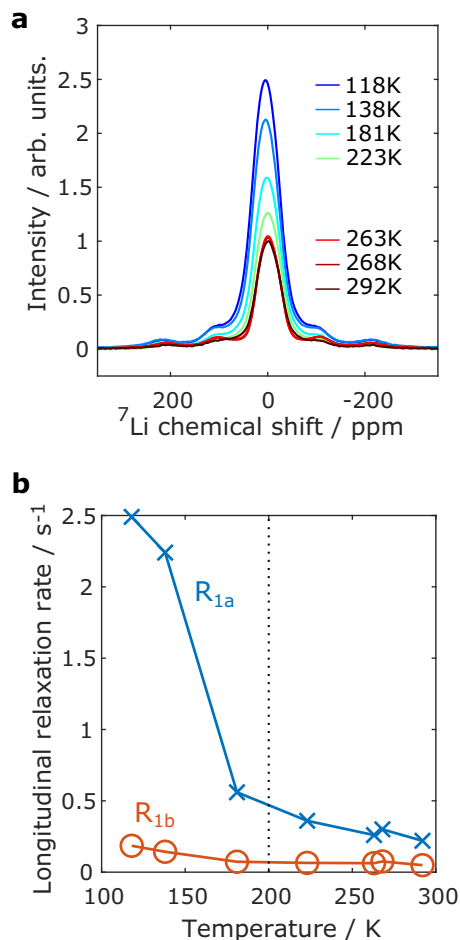 a
Intensity / arb. units.
3
2.5
2
1.5
1
0.5
0
118K
138K
181K
223K
263K
268K
292K
200 0 -200
⁷Li chemical shift / ppm
b
Longitudinal relaxation rate / s⁻¹
2.5
2
1.5
1
0.5
0
R₁ₐ
R₁b
100 150 200 250 300
Temperature / K